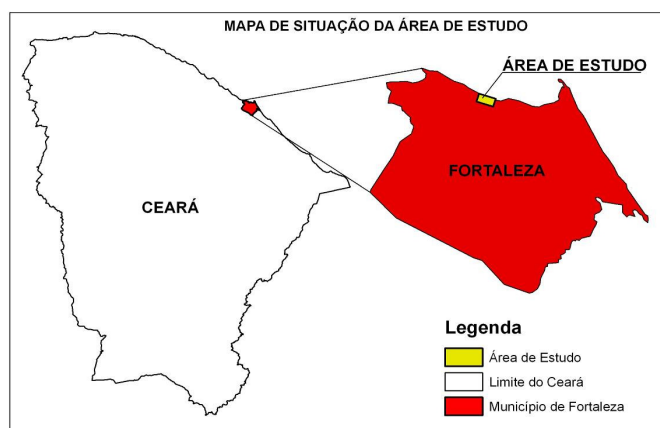 MAPA DE SITUAÇÃO DA ÁREA DE ESTUDO
ÁREA DE ESTUDO
FORTALEZA
CEARÁ
Legenda
Área de Estudo
Limite do Ceará
Município de Fortaleza